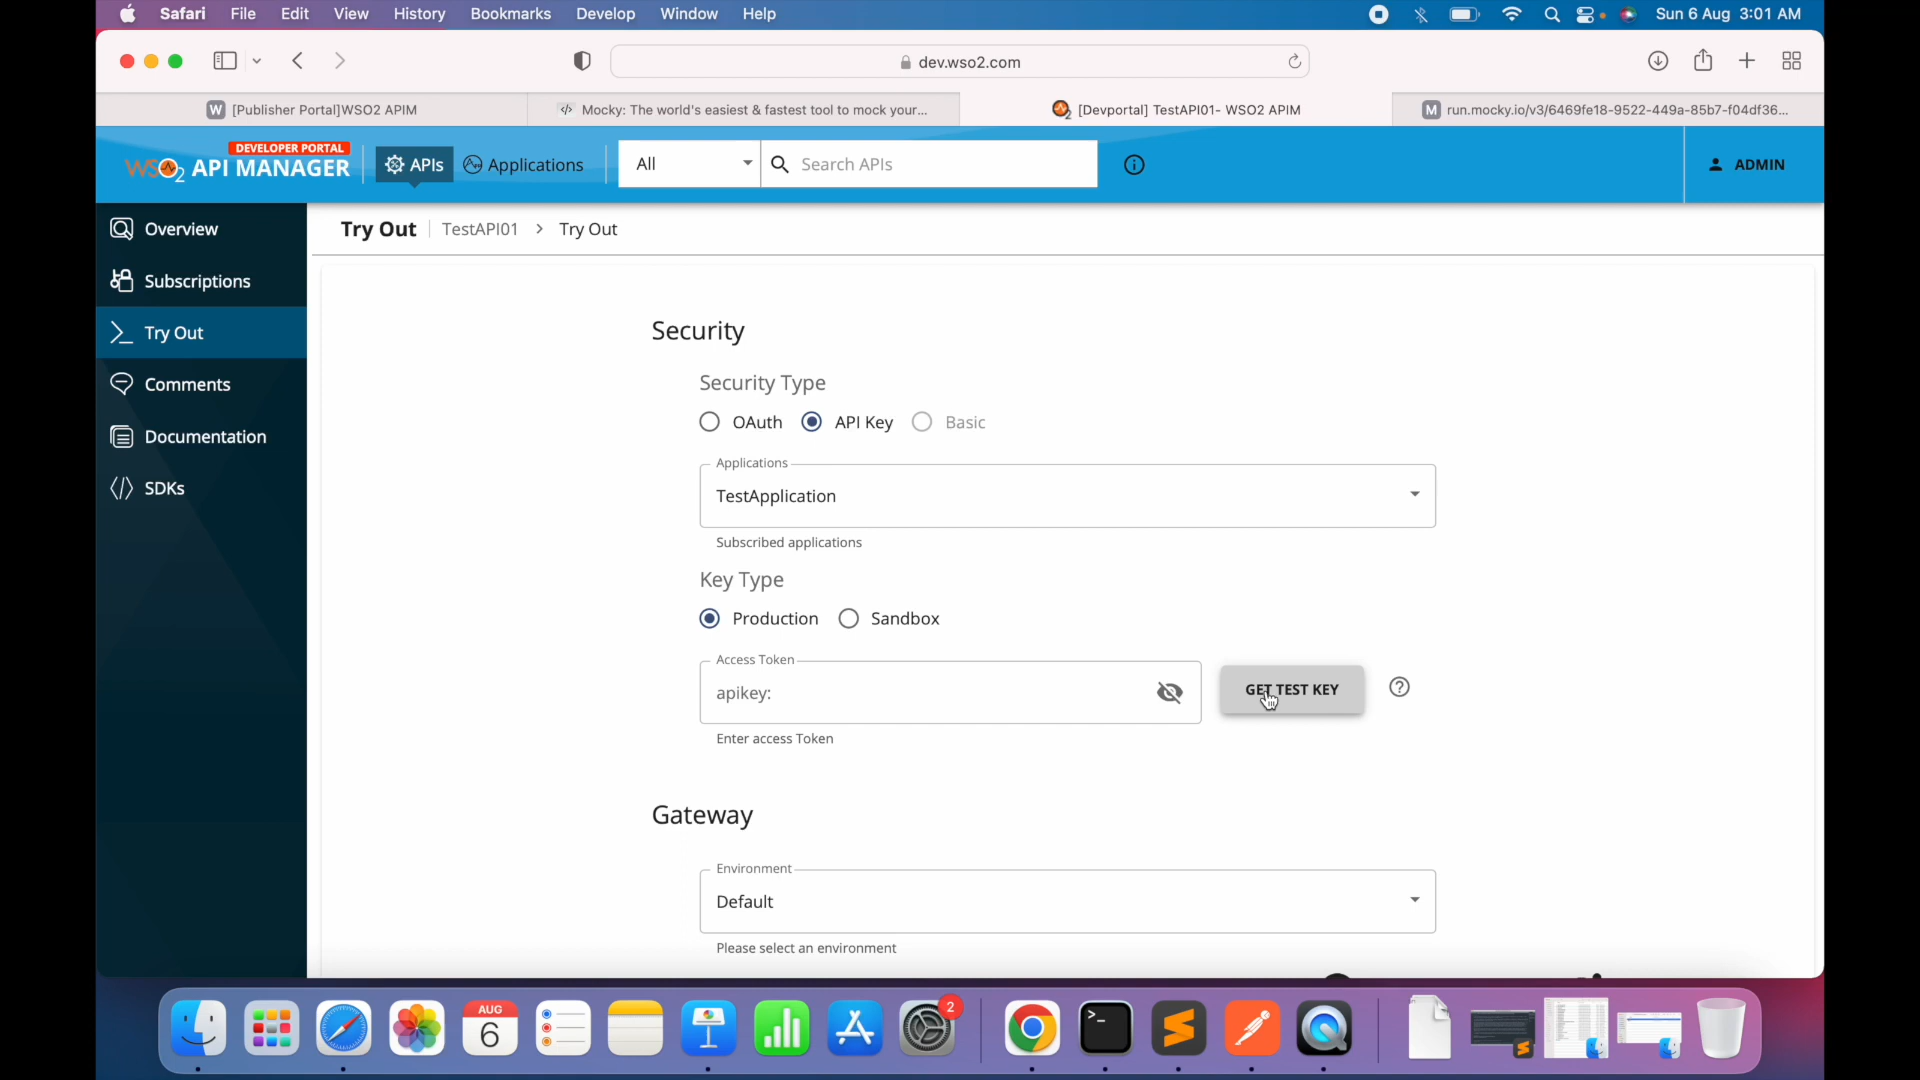 Safari File Edit View History Bookmarks Develop Window Help Sun 6 Aug 3:01 AM
dev.wso2.com
W [Publisher Portal]WSO2 APIM
</> Mocky: The world's easiest & fastest tool to mock your...
[Devportal] TestAPI01- WSO2 APIM
M run.mocky.io/v3/6469fe18-9522-449a-85b7-f04df36...
DEVELOPER PORTAL
WSO2 API MANAGER
APIs
Applications
All
Search APIs
ADMIN
Overview
Subscriptions
Try Out
Comments
Documentation
SDKs
Try Out TestAPI01 > Try Out
Security
Security Type
OAuth API Key Basic
Applications
TestApplication
Subscribed applications
Key Type
Production Sandbox
Access Token
apikey:
GET TEST KEY
Enter access Token
Gateway
Environment
Default
Please select an environment
AUG
6
2